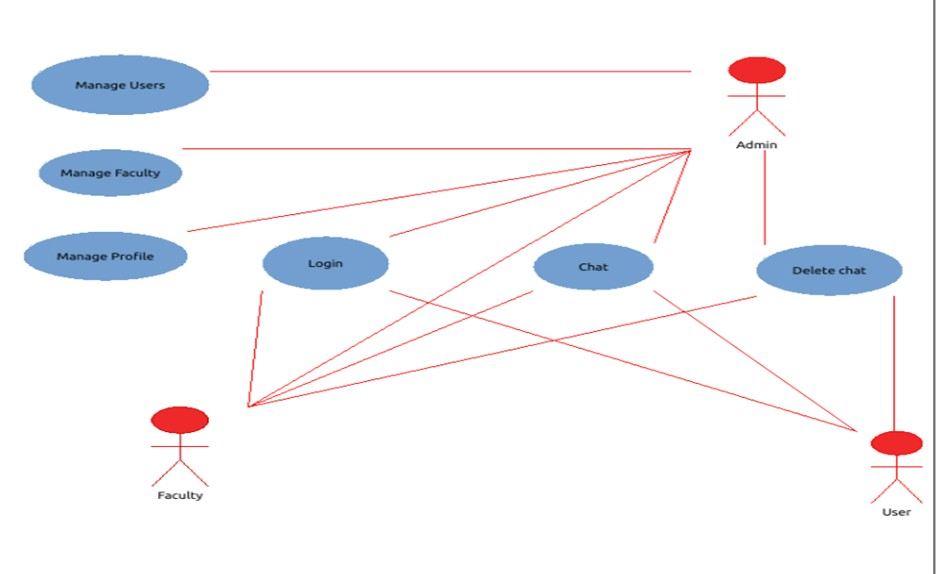 Manage Users
Admin
Manage Faculty
Manage Profile
Login
Chat
Delete chat
Faculty
User